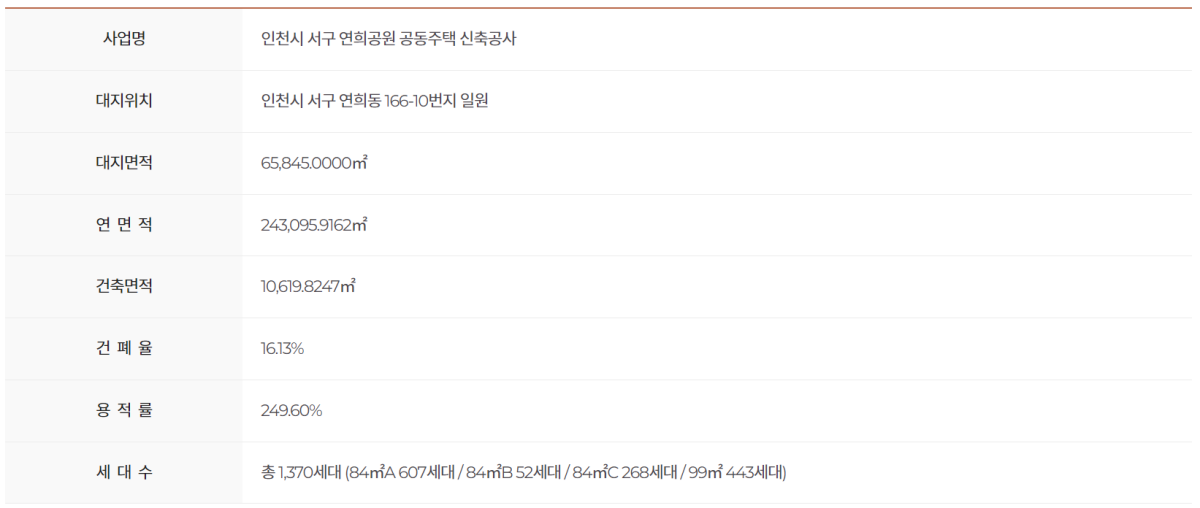 사업명 인천시 서구 연희공원 공동주택 신축공사
대지위치 인천시 서구 연희동 166-10번지 일원
대지면적 65,845.0000㎡
연 면 적 243,095.9162㎡
건축면적 10,619.8247㎡
건 폐 율 16.13%
용 적 률 249.60%
세 대 수 총 1,370세대 (84㎡A 607세대 / 84㎡B 52세대 / 84㎡C 268세대 / 99㎡ 443세대)